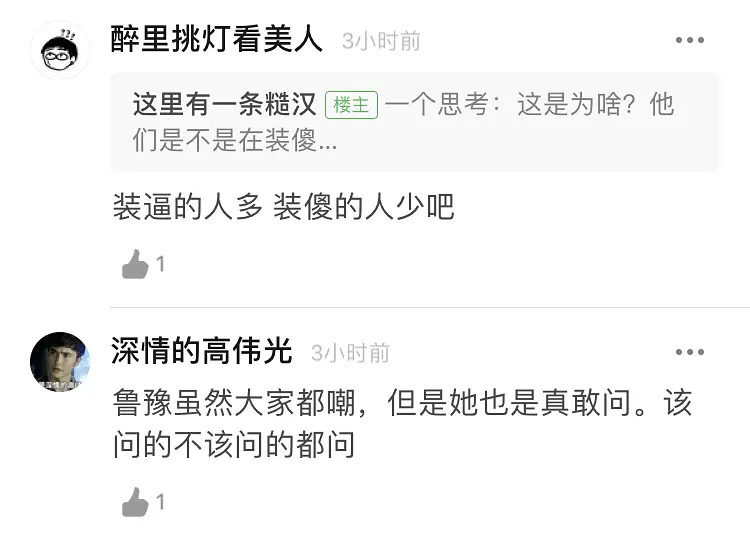 醉里挑灯看美人 3小时前
这里有一条糙汉 楼主 一个思考：这是为啥？他
们是不是在装傻...
装逼的人多 装傻的人少吧
1
深情的高伟光 3小时前
鲁豫虽然大家都嘲，但是她也是真敢问。该
问的不该问的都问
1